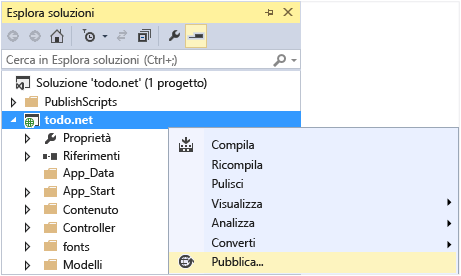 Esplora soluzioni
Cerca in Esplora soluzioni (Ctrl+;)
Soluzione 'todo.net' (1 progetto)
PublishScripts
todo.net
Proprietà
Riferimenti
App_Data
App_Start
Contenuto
Controller
fonts
Modelli
Compila
Ricompila
Pulisci
Visualizza
Analizza
Converti
Pubblica...